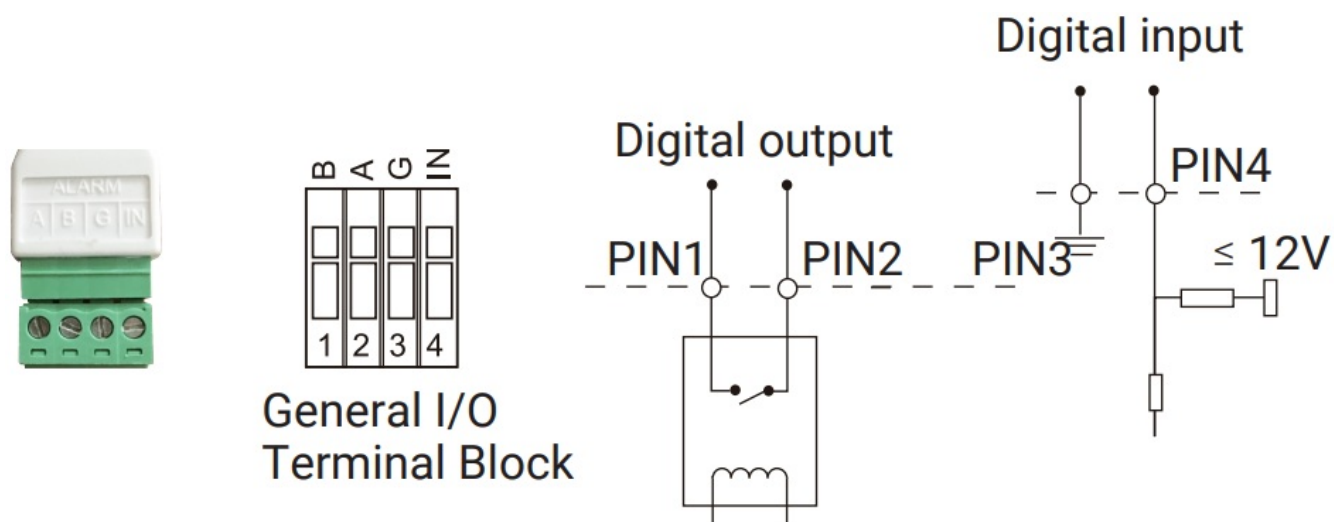 ALARM
A B G IN
B A G IN
1 2 3 4
General I/O
Terminal Block
Digital output
PIN1 PIN2
Digital input
PIN4
PIN3
≤ 12V